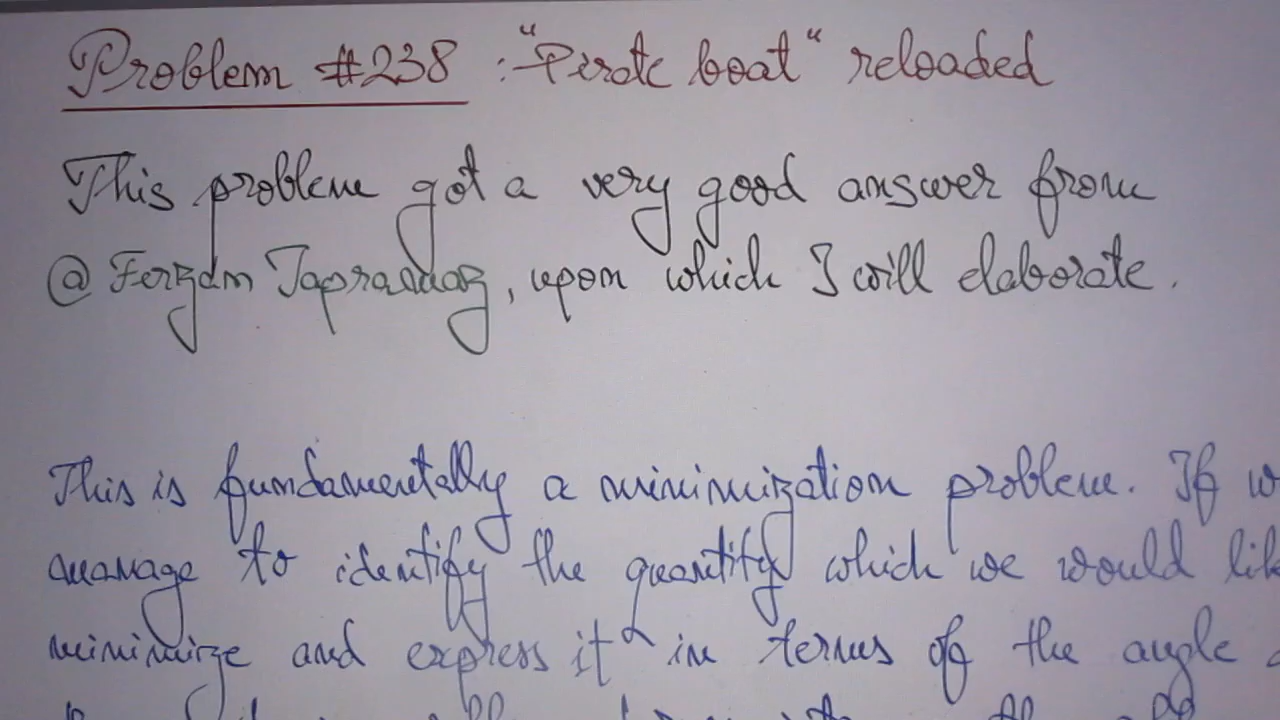 Problem #238 : "Pirate boat" reloaded
This problem got a very good answer from
@ Ferzan Tapramaz, upon which I will elaborate.
This is fundamentally a minimization problem. If w
manage to identify the quantity which we would lik
minimize and express it in terms of the angle